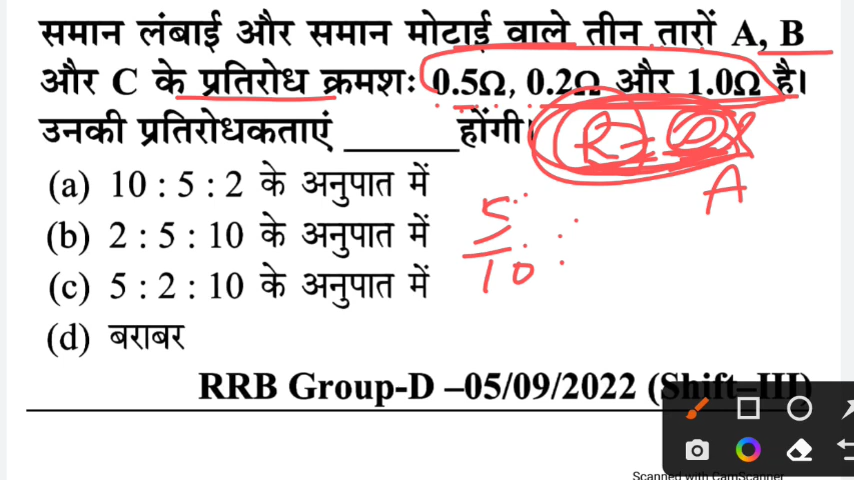 समान लंबाई और समान मोटाई वाले तीन तारों A, B
और C के प्रतिरोध क्रमशः 0.5Ω, 0.2Ω और 1.0Ω है।
उनकी प्रतिरोधकताएं ______ होंगी।
(a) 10 : 5 : 2 के अनुपात में
(b) 2 : 5 : 10 के अनुपात में
(c) 5 : 2 : 10 के अनुपात में
(d) बराबर
R =
A
5
10
:
RRB Group-D –05/09/2022 (Shift–III)
Scanned with CamScanner